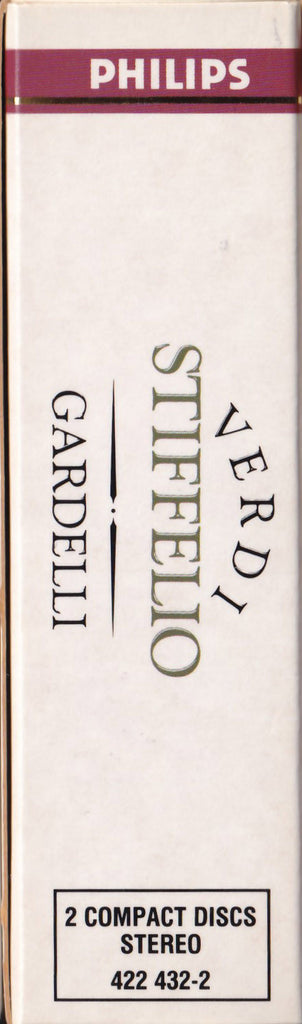 PHILIPS
VERDI
STIFFELIO
GARDELLI
2 COMPACT DISCS
STEREO
422 432-2